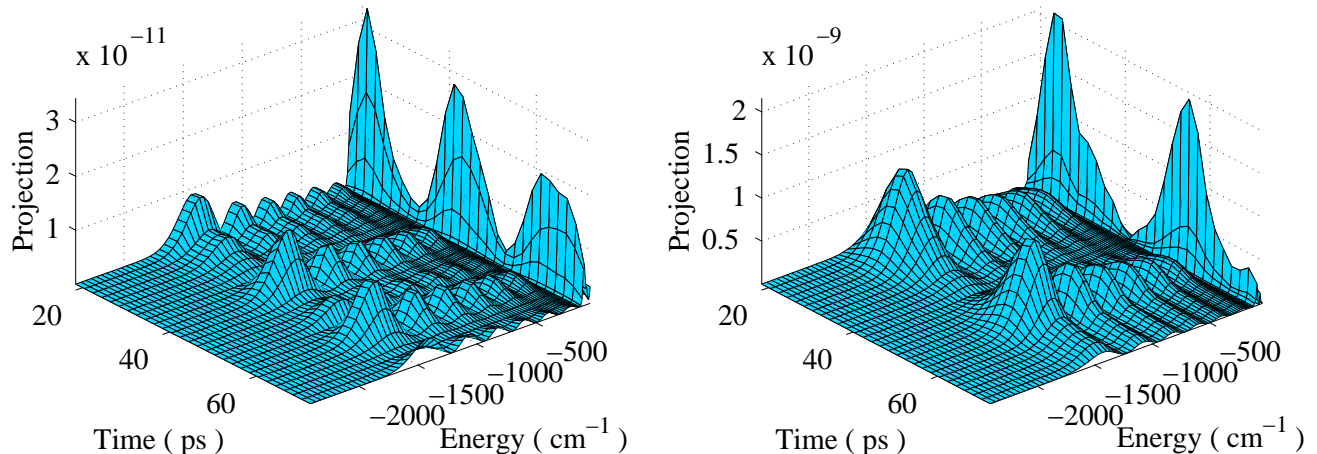 x 10−11
3
2
1
Projection
20
40
60
Time ( ps )
−500
−1000
−1500
−2000
Energy ( cm−1 )
x 10−9
2
1.5
1
0.5
Projection
20
40
60
Time ( ps )
−500
−1000
−1500
−2000
Energy ( cm−1 )